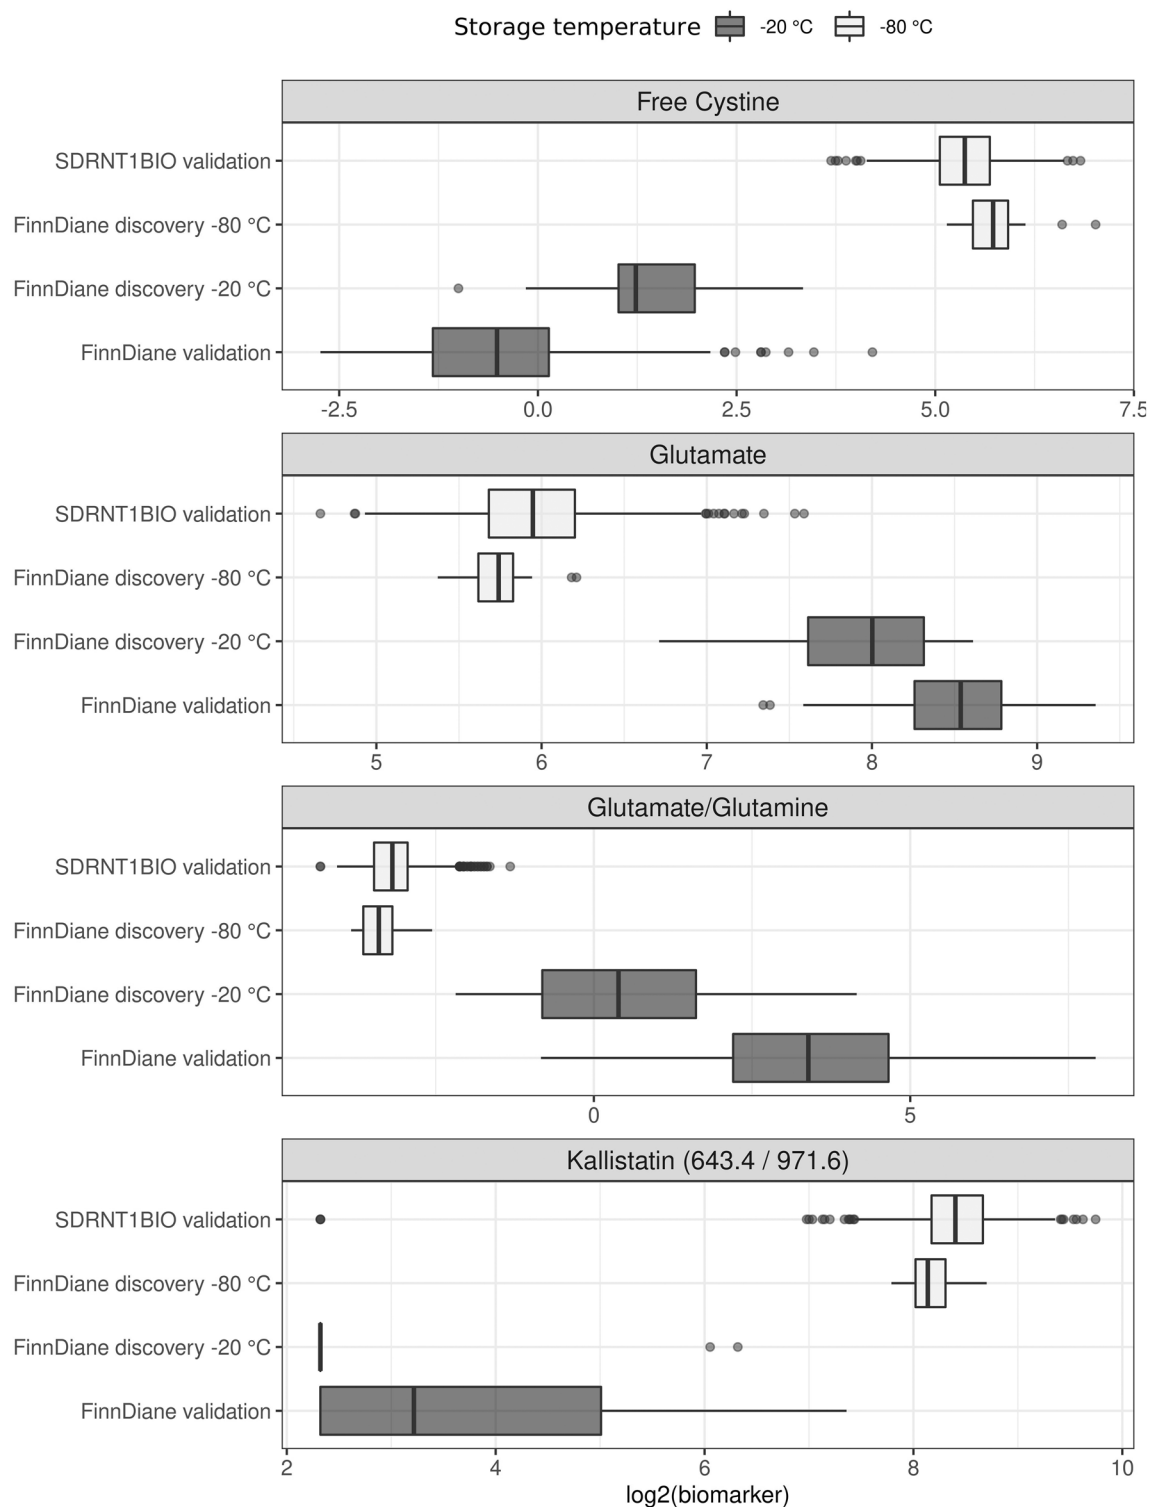 Storage temperature -20 °C -80 °C
Free Cystine
SDRNT1BIO validation
FinnDiane discovery -80 °C
FinnDiane discovery -20 °C
FinnDiane validation
-2.5 0.0 2.5 5.0 7.5
Glutamate
SDRNT1BIO validation
FinnDiane discovery -80 °C
FinnDiane discovery -20 °C
FinnDiane validation
5 6 7 8 9
Glutamate/Glutamine
SDRNT1BIO validation
FinnDiane discovery -80 °C
FinnDiane discovery -20 °C
FinnDiane validation
0 5
Kallistatin (643.4 / 971.6)
SDRNT1BIO validation
FinnDiane discovery -80 °C
FinnDiane discovery -20 °C
FinnDiane validation
2 4 6 8 10
log2(biomarker)